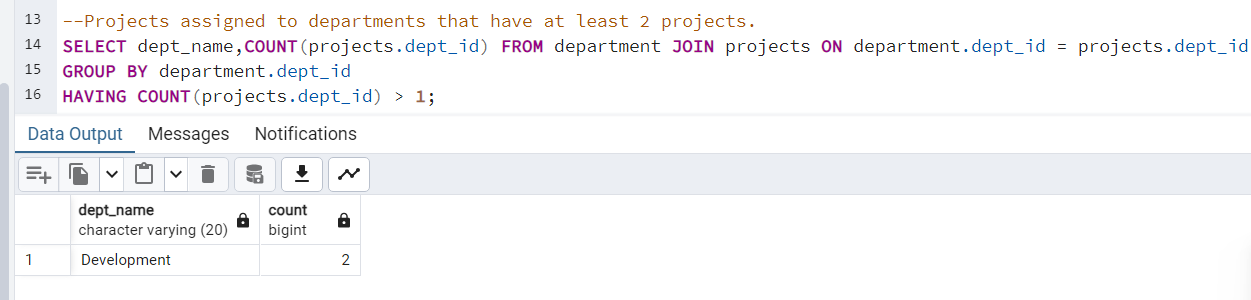 13 --Projects assigned to departments that have at least 2 projects.
14 SELECT dept_name,COUNT(projects.dept_id) FROM department JOIN projects ON department.dept_id = projects.dept_id
15 GROUP BY department.dept_id
16 HAVING COUNT(projects.dept_id) > 1;
Data Output Messages Notifications
dept_name count
character varying (20) bigint
1 Development 2